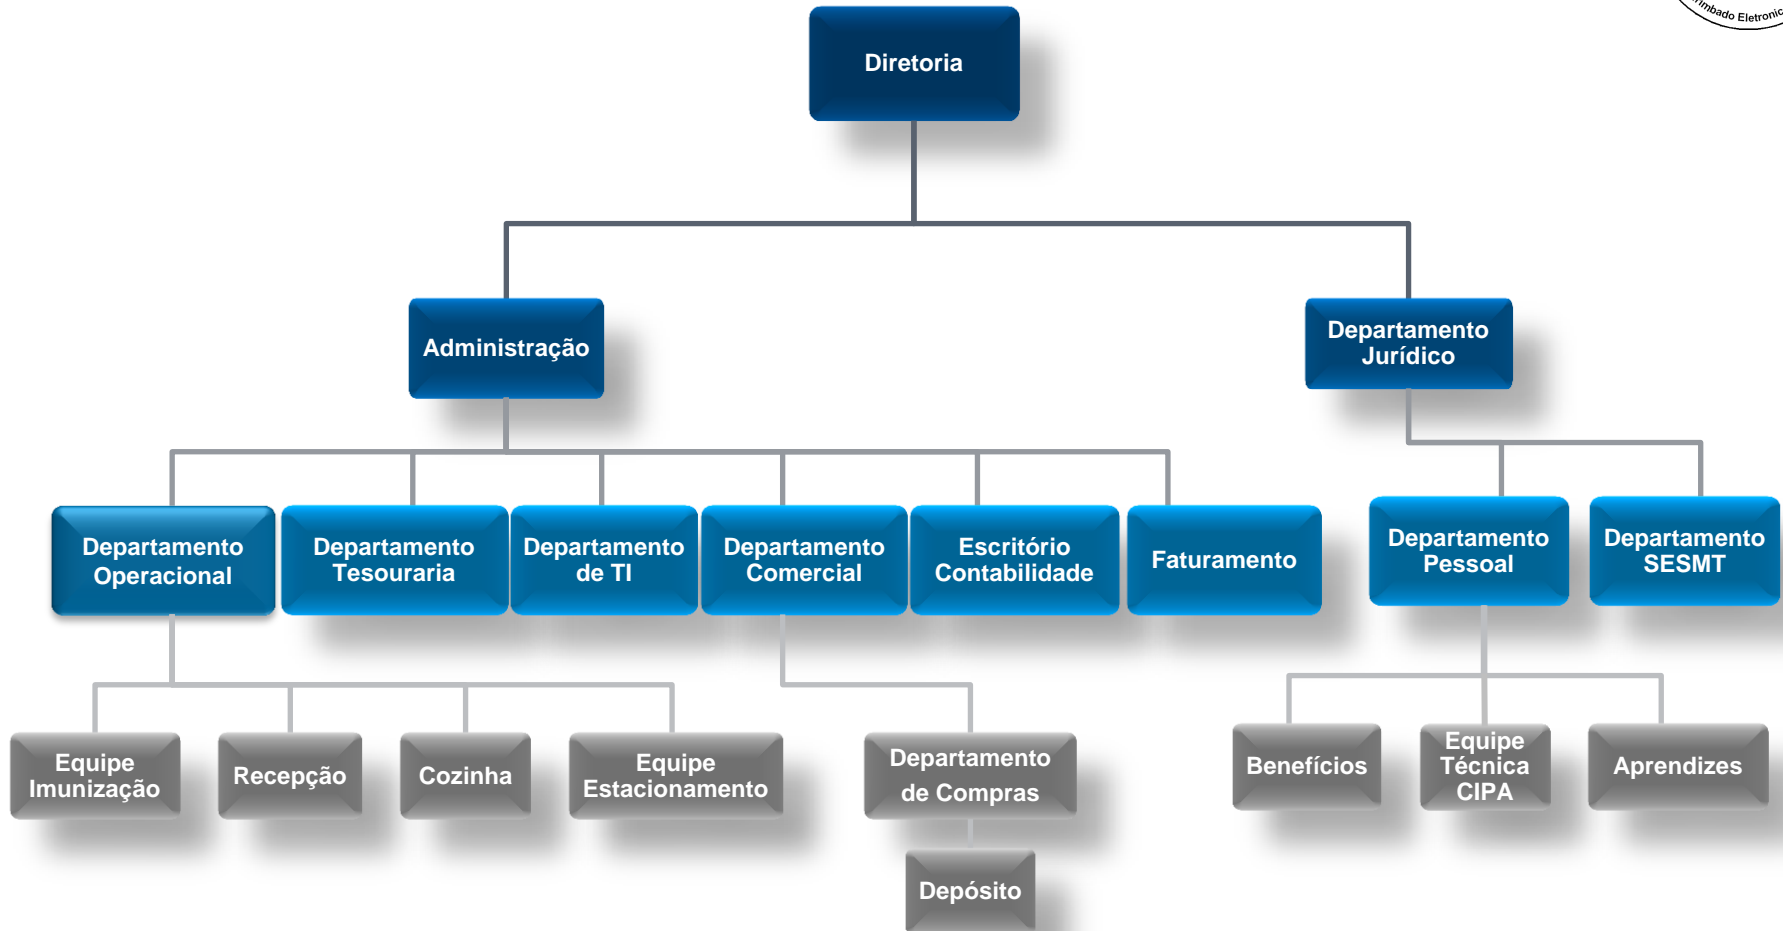 Diretoria
Administração
Departamento
Jurídico
Departamento
Operacional
Departamento
Tesouraria
Departamento
de TI
Departamento
Comercial
Escritório
Contabilidade
Faturamento
Departamento
Pessoal
Departamento
SESMT
Equipe
Imunização
Recepção
Cozinha
Equipe
Estacionamento
Departamento
de Compras
Benefícios
Equipe
Técnica
CIPA
Aprendizes
Depósito